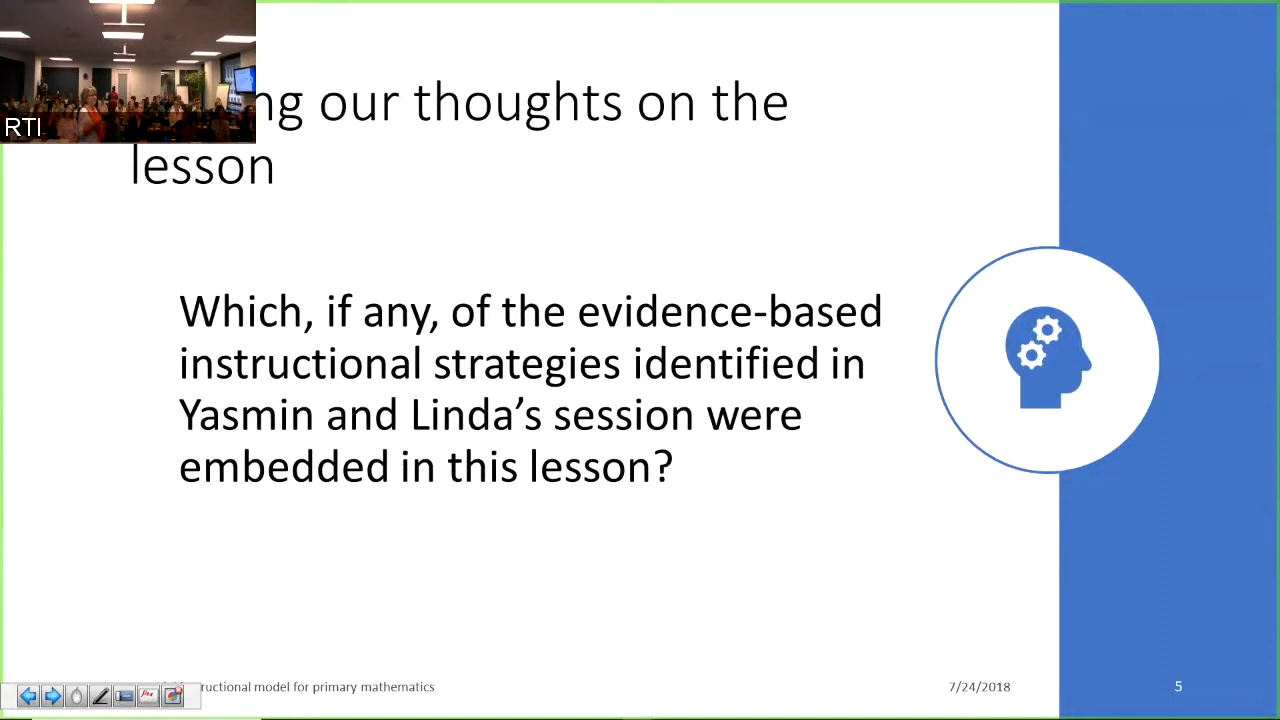 RTI
ng our thoughts on the
lesson
Which, if any, of the evidence-based
instructional strategies identified in
Yasmin and Linda’s session were
embedded in this lesson?
ructional model for primary mathematics
7/24/2018
5